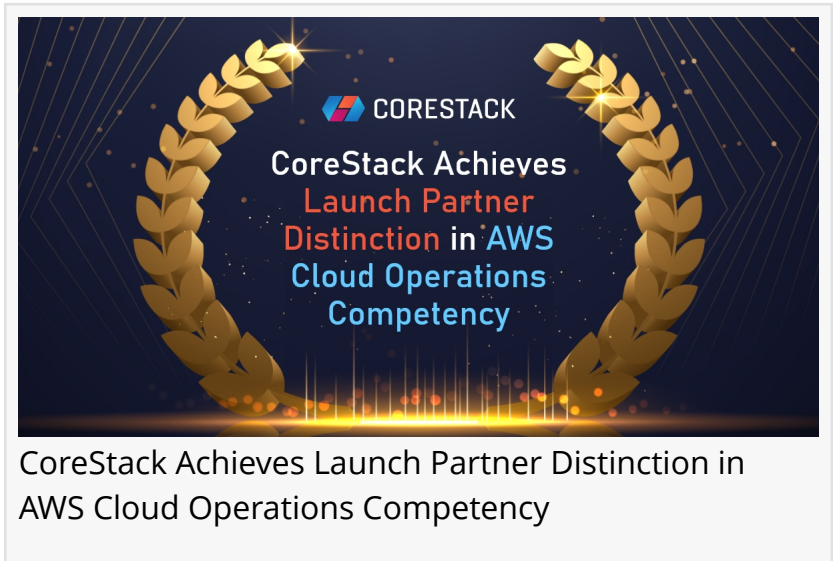 CORESTACK
CoreStack Achieves
Launch Partner
Distinction in AWS
Cloud Operations
Competency
CoreStack Achieves Launch Partner Distinction in
AWS Cloud Operations Competency